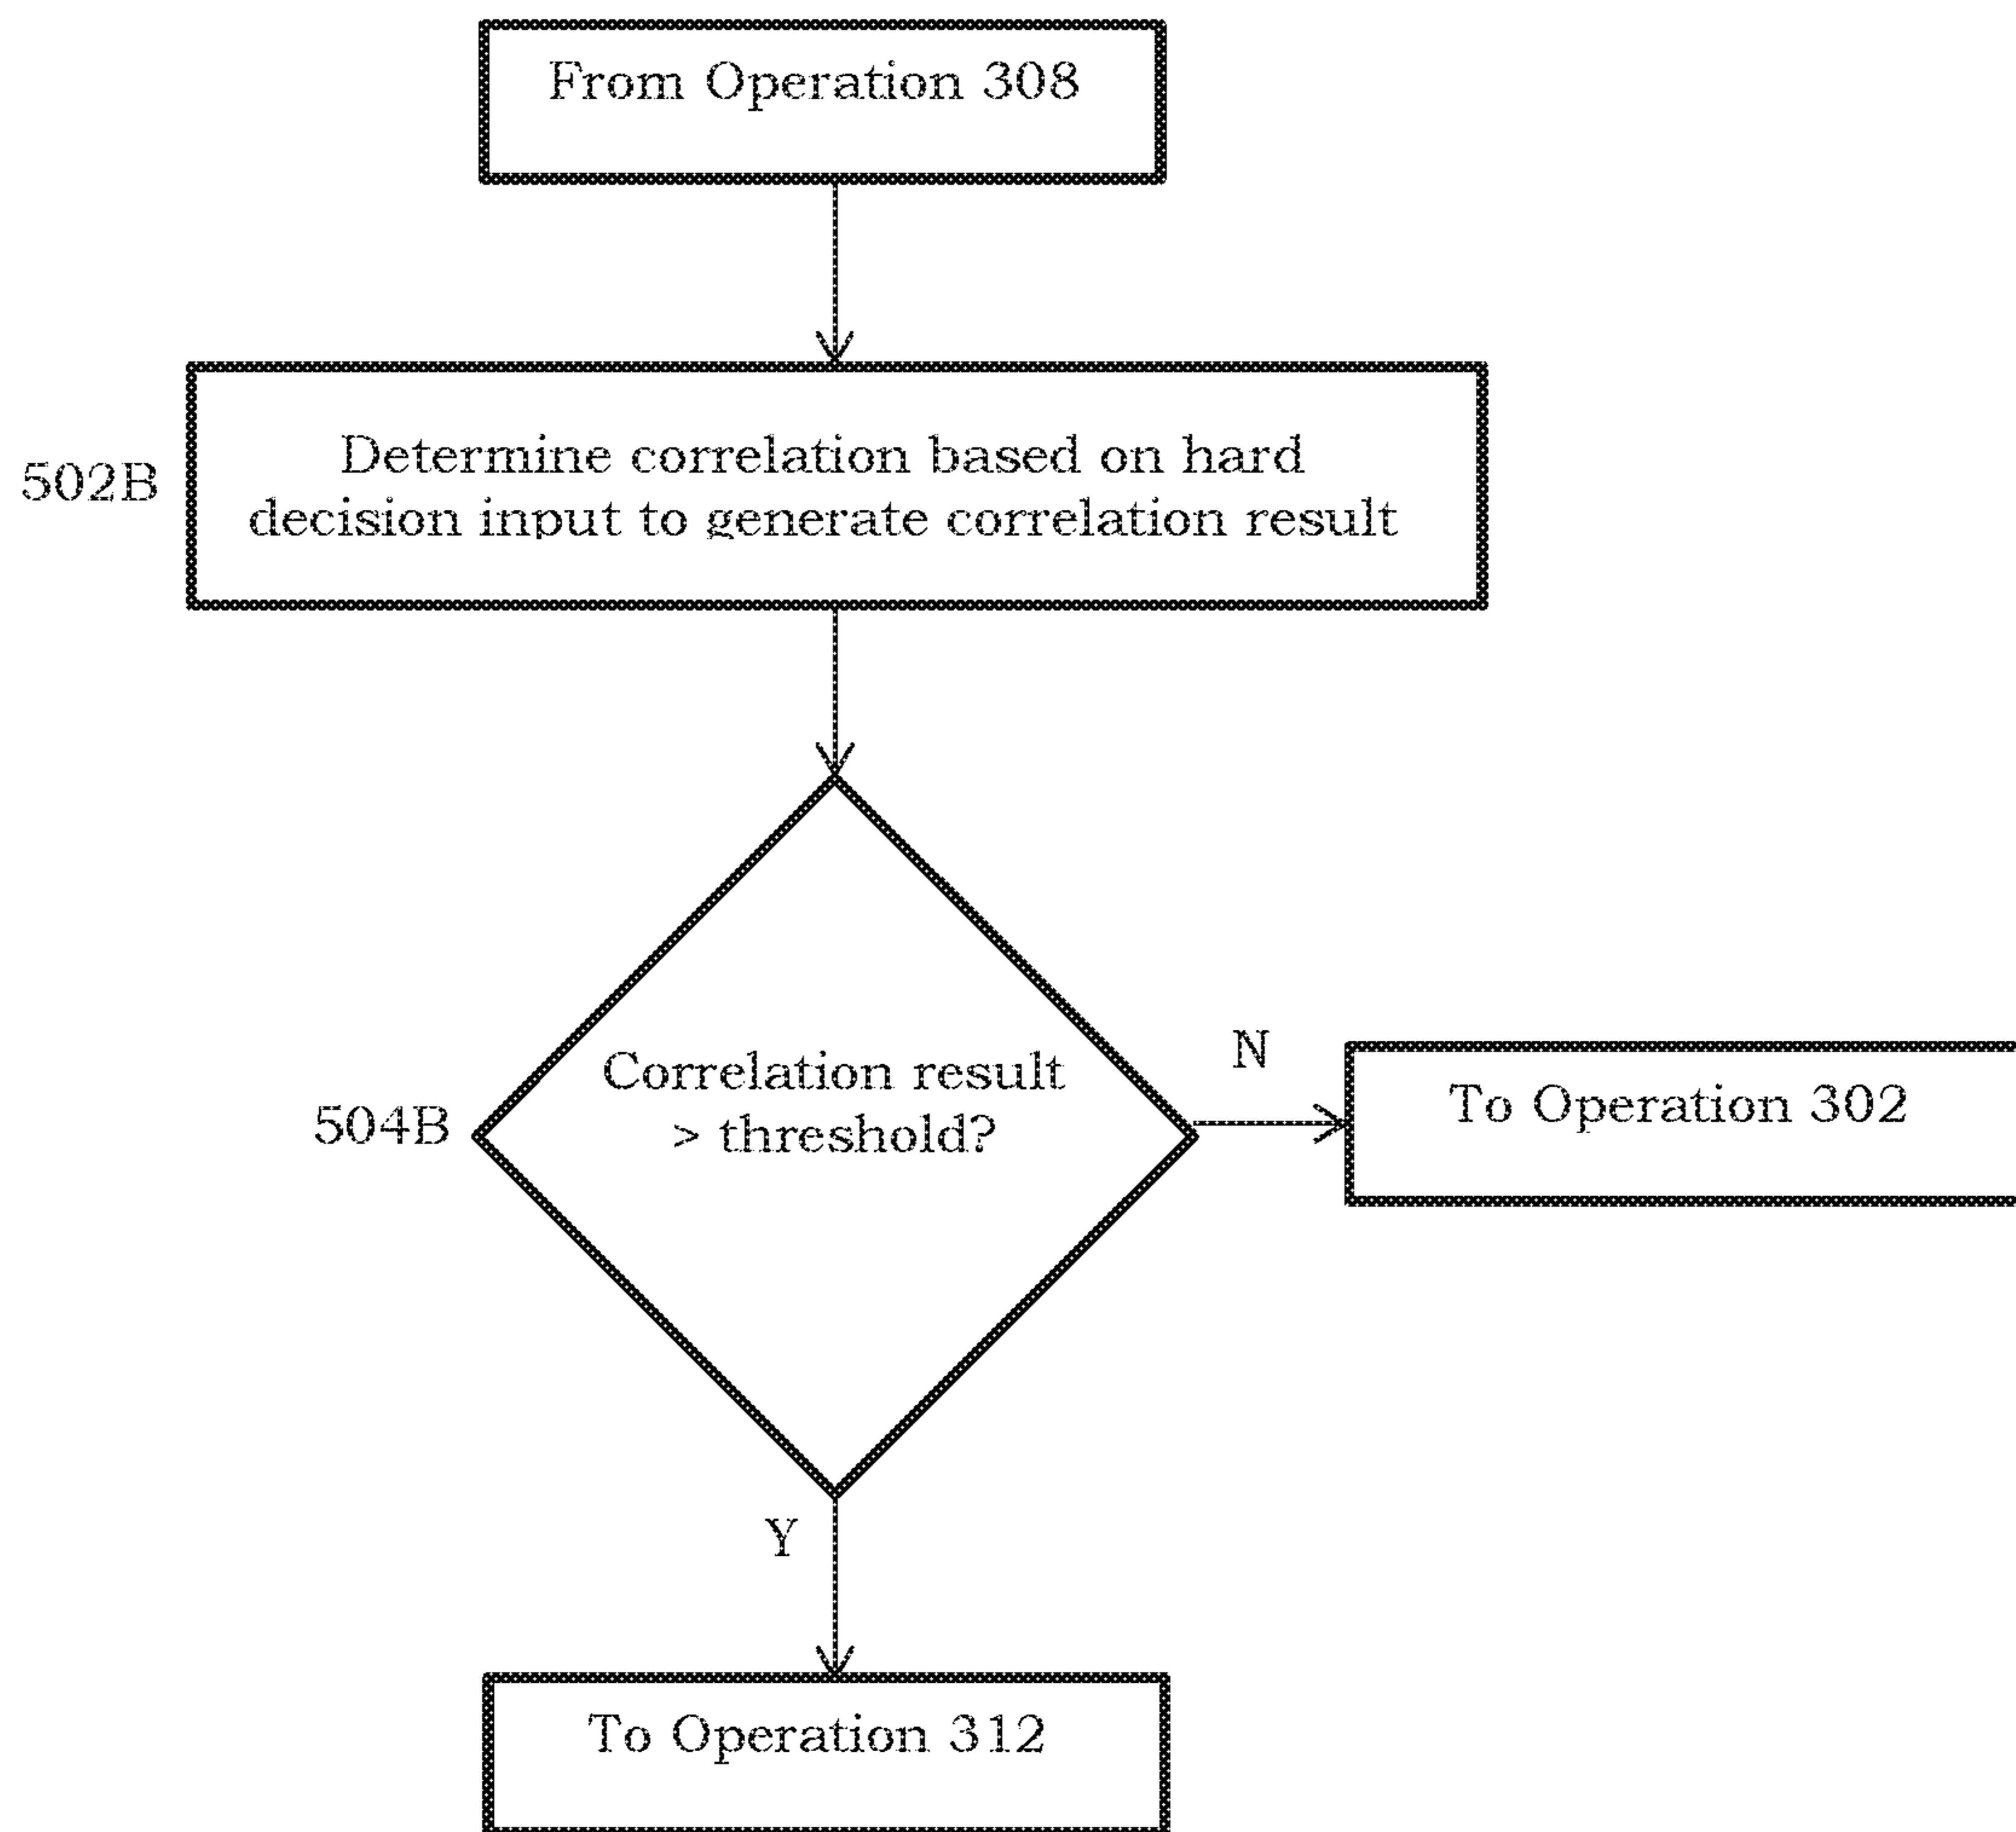 From Operation 308
502B
Determine correlation based on hard
decision input to generate correlation result
504B
Correlation result
> threshold?
N
To Operation 302
Y
To Operation 312